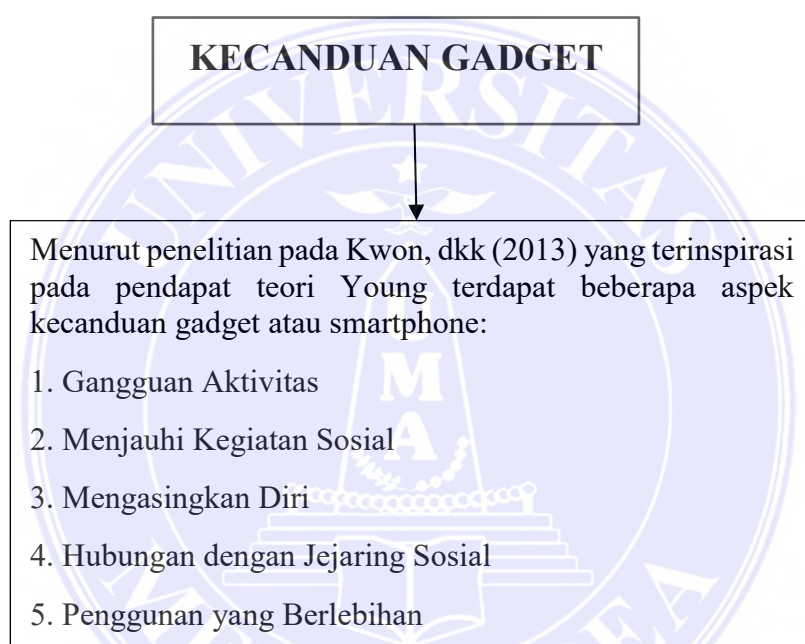 KECANDUAN GADGET
Menurut penelitian pada Kwon, dkk (2013) yang terinspirasi
pada pendapat teori Young terdapat beberapa aspek
kecanduan gadget atau smartphone:
1. Gangguan Aktivitas
2. Menjauhi Kegiatan Sosial
3. Mengasingkan Diri
4. Hubungan dengan Jejaring Sosial
5. Penggunan yang Berlebihan
UNIVERSITAS
UMA